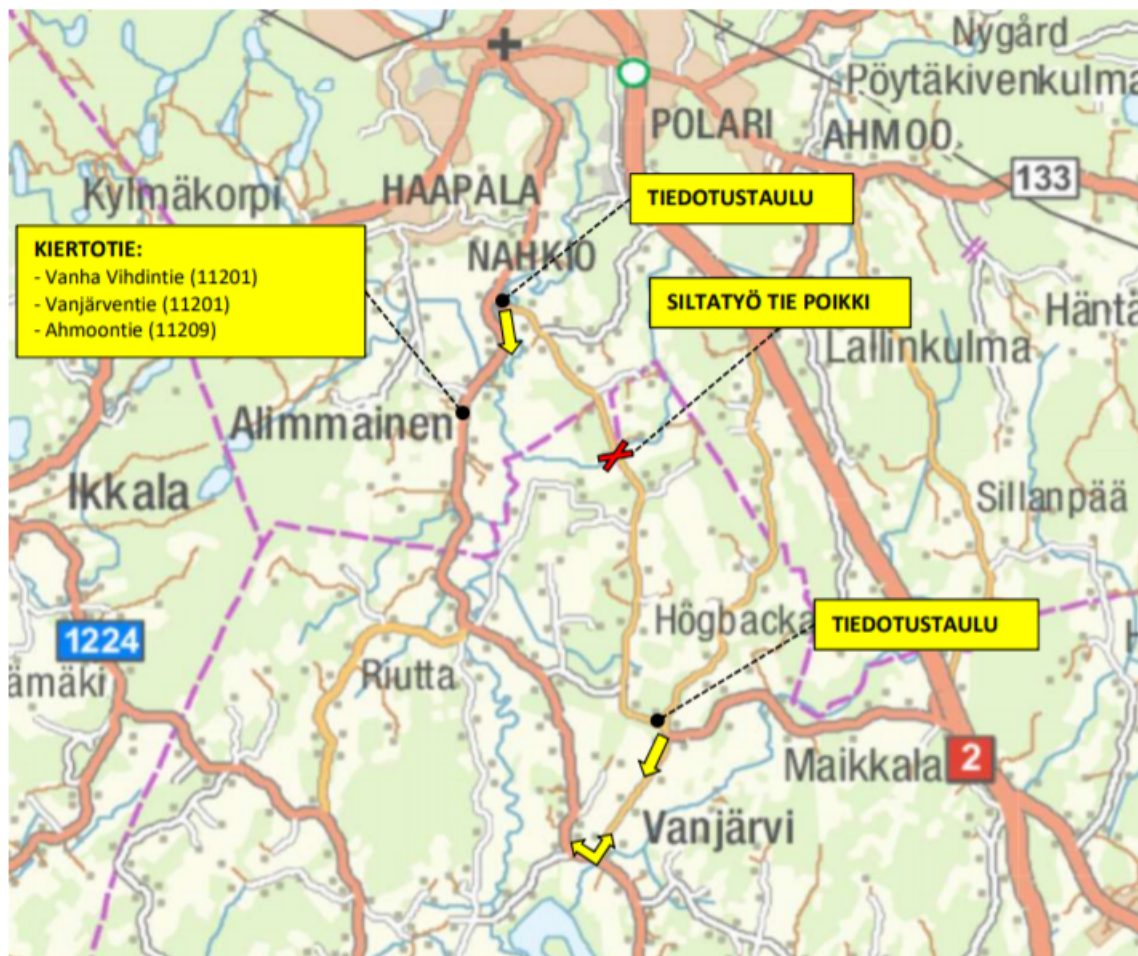 Nygård
Pöytäkivenkulma
POLARI
AHMOO
133
Kylmäkorpi
HAAPALA
TIEDOTUSTAULU
NAHKIO
KIERTOTIE:
- Vanha Vihdintie (11201)
- Vanjärventie (11201)
- Ahmoontie (11209)
SILTATYÖ TIE POIKKI
Häntä
Lallinkulma
Alimmainen
Ikkala
Sillanpää
Högbacka
TIEDOTUSTAULU
1224
H
ämäki
Riutta
Maikkala
2
Vanjärvi